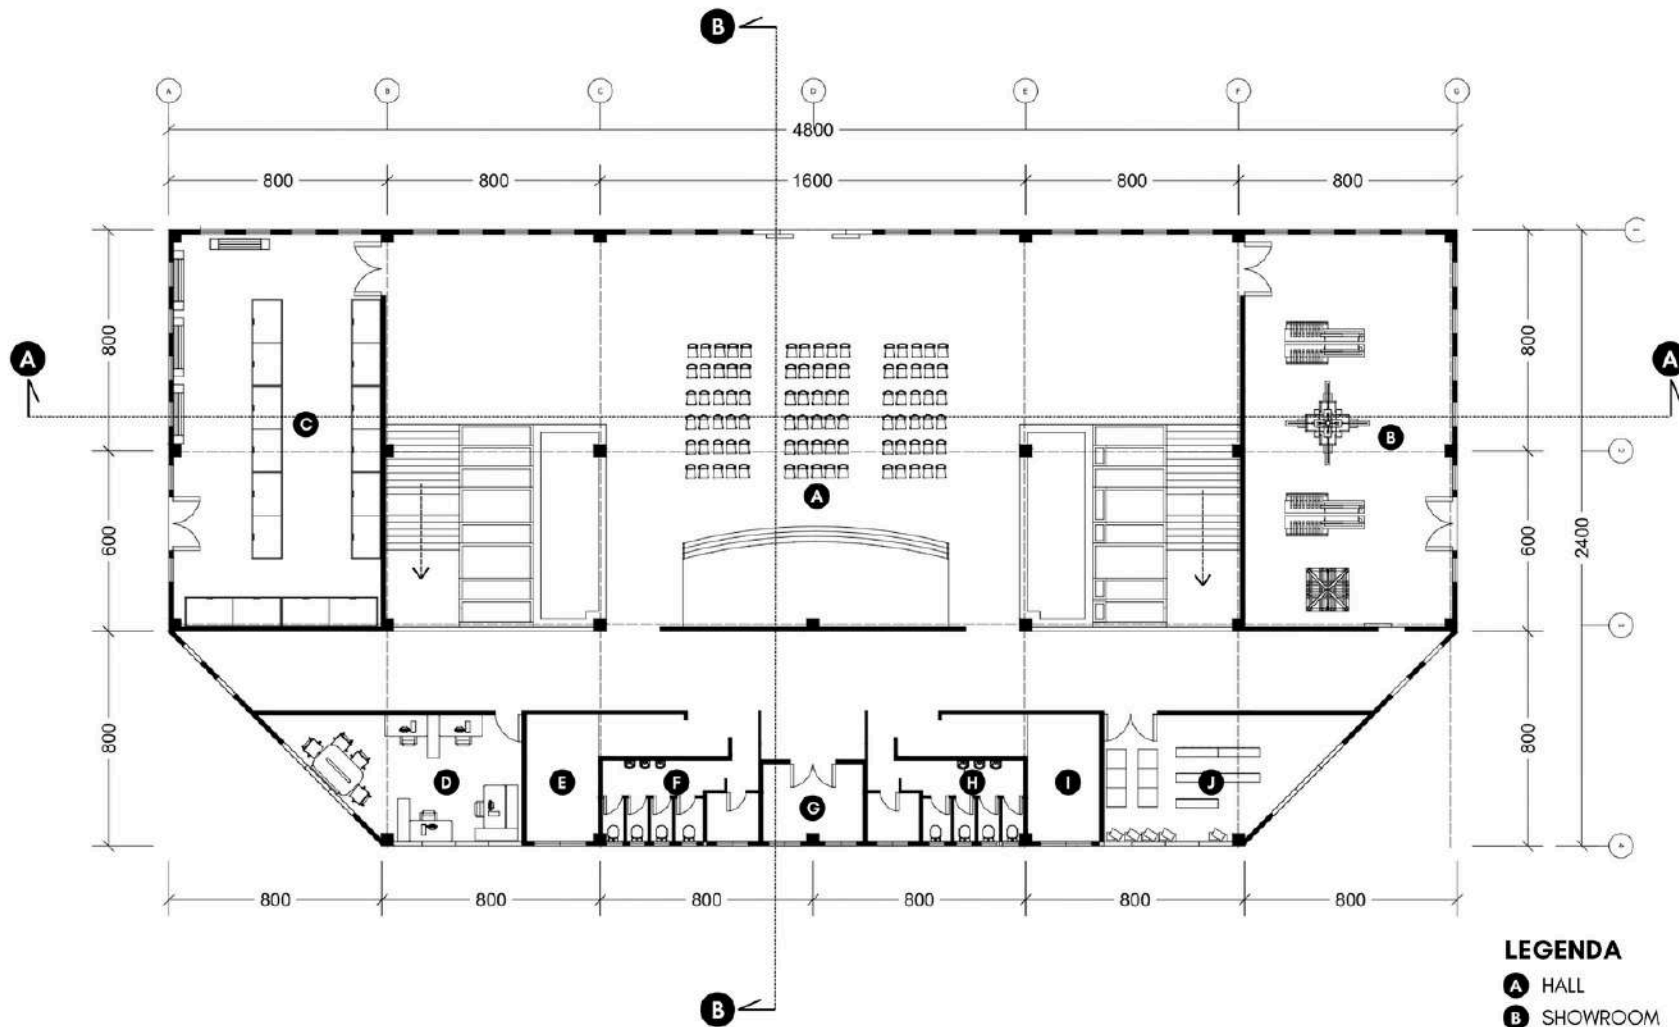 B
A B C D E F G
4800
800 800 1600 800 800
800 600 800
A
A
800 600 800
2400
C
B
A
D E F G H I J
800 800 800 800 800 800
B
LEGENDA
A HALL
B SHOWROOM